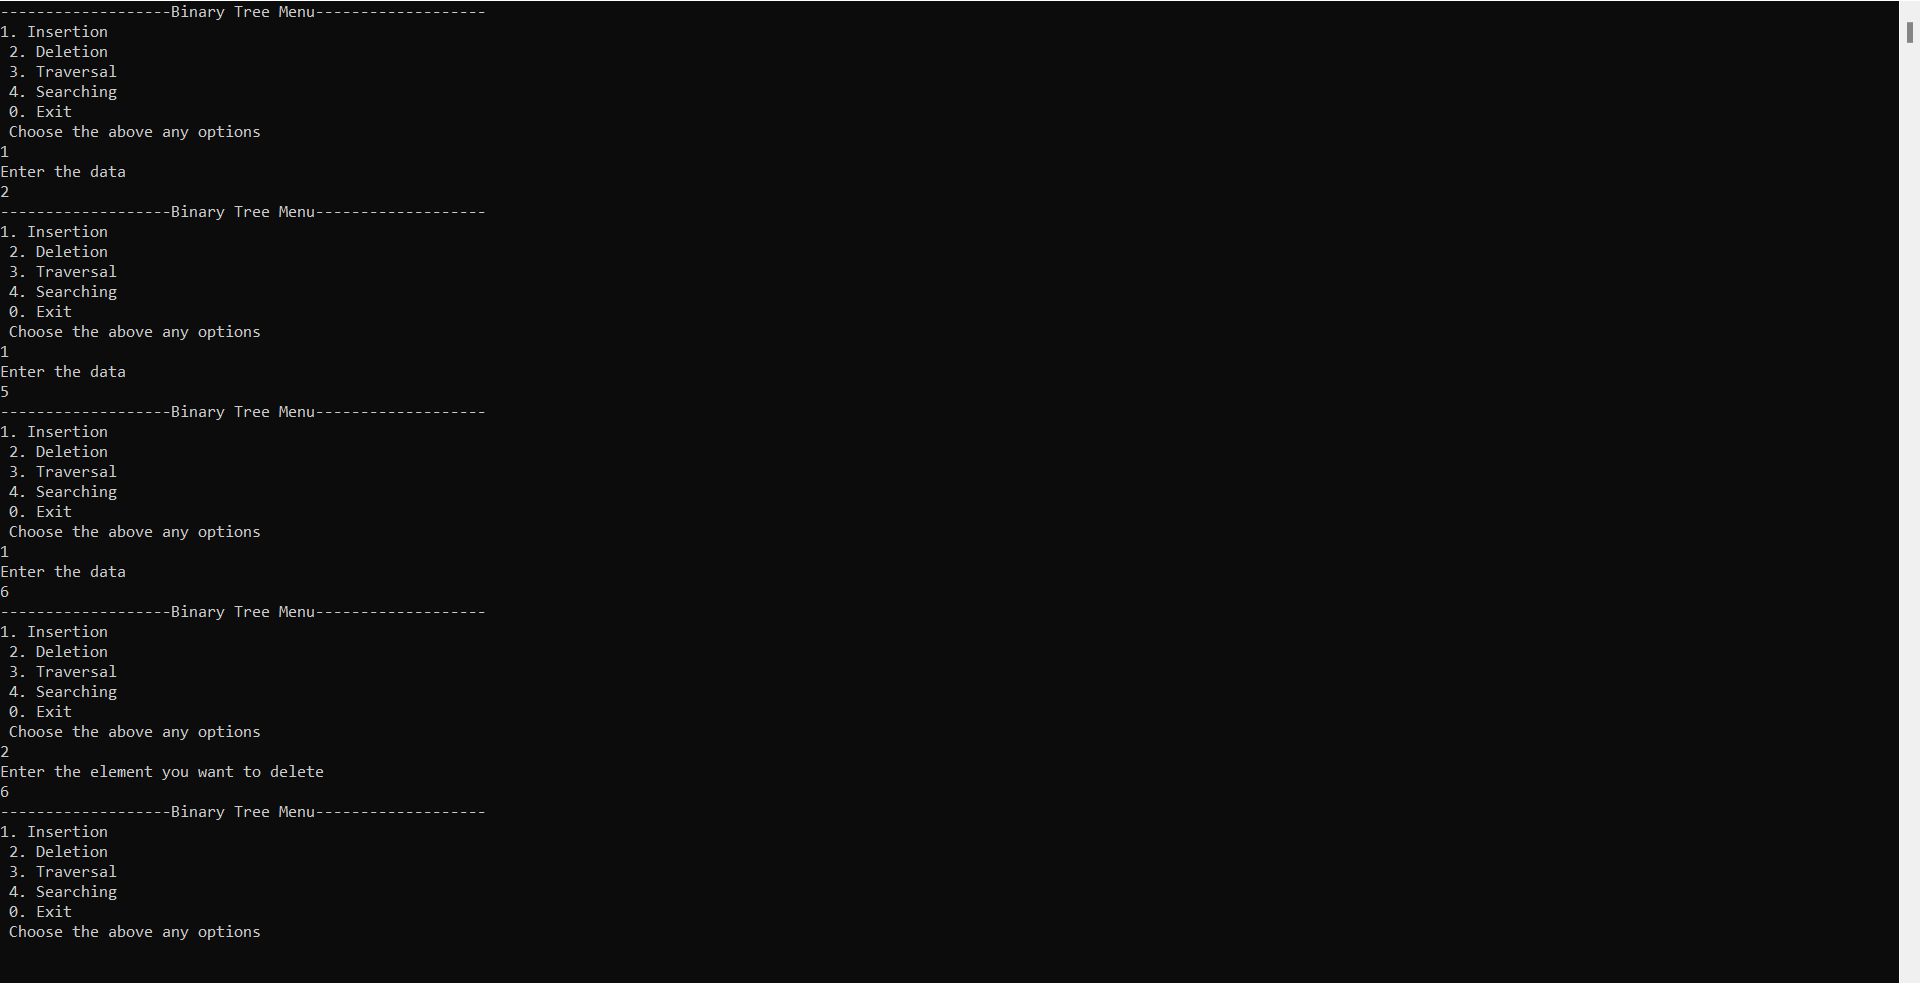 -------------------Binary Tree Menu-------------------
1. Insertion
 2. Deletion
 3. Traversal
 4. Searching
 0. Exit
 Choose the above any options
1
Enter the data
2
-------------------Binary Tree Menu-------------------
1. Insertion
 2. Deletion
 3. Traversal
 4. Searching
 0. Exit
 Choose the above any options
1
Enter the data
5
-------------------Binary Tree Menu-------------------
1. Insertion
 2. Deletion
 3. Traversal
 4. Searching
 0. Exit
 Choose the above any options
1
Enter the data
6
-------------------Binary Tree Menu-------------------
1. Insertion
 2. Deletion
 3. Traversal
 4. Searching
 0. Exit
 Choose the above any options
2
Enter the element you want to delete
6
-------------------Binary Tree Menu-------------------
1. Insertion
 2. Deletion
 3. Traversal
 4. Searching
 0. Exit
 Choose the above any options